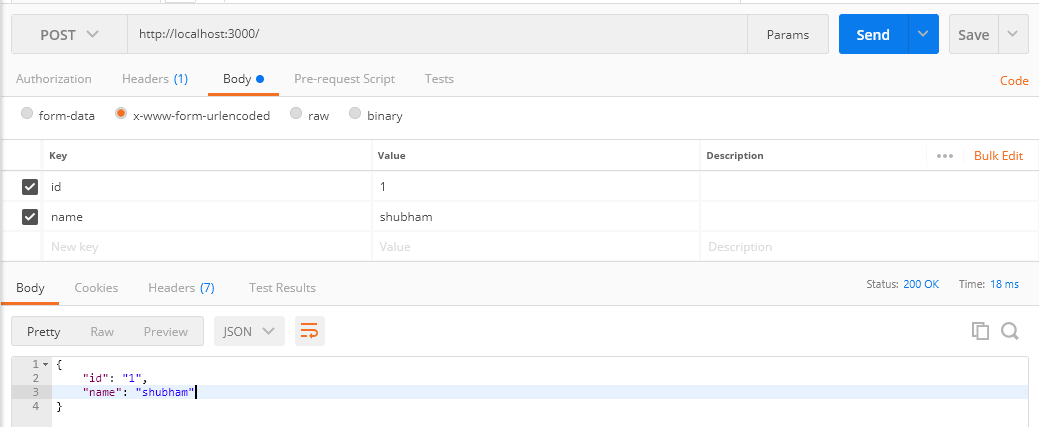 POST http://localhost:3000/ Params Send Save
Authorization Headers (1) Body Pre-request Script Tests Code
form-data x-www-form-urlencoded raw binary
Key Value Description ••• Bulk Edit
id 1
name shubham
New key Value Description
Body Cookies Headers (7) Test Results Status: 200 OK Time: 18 ms
Pretty Raw Preview JSON
1 {
2 "id": "1",
3 "name": "shubham"
4 }